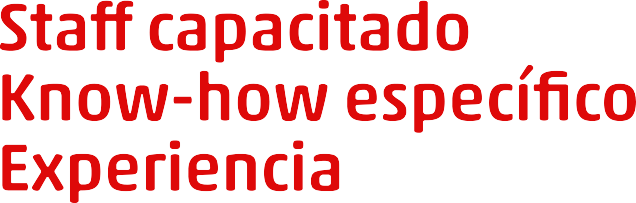 Staff capacitado
Know-how específico
Experiencia